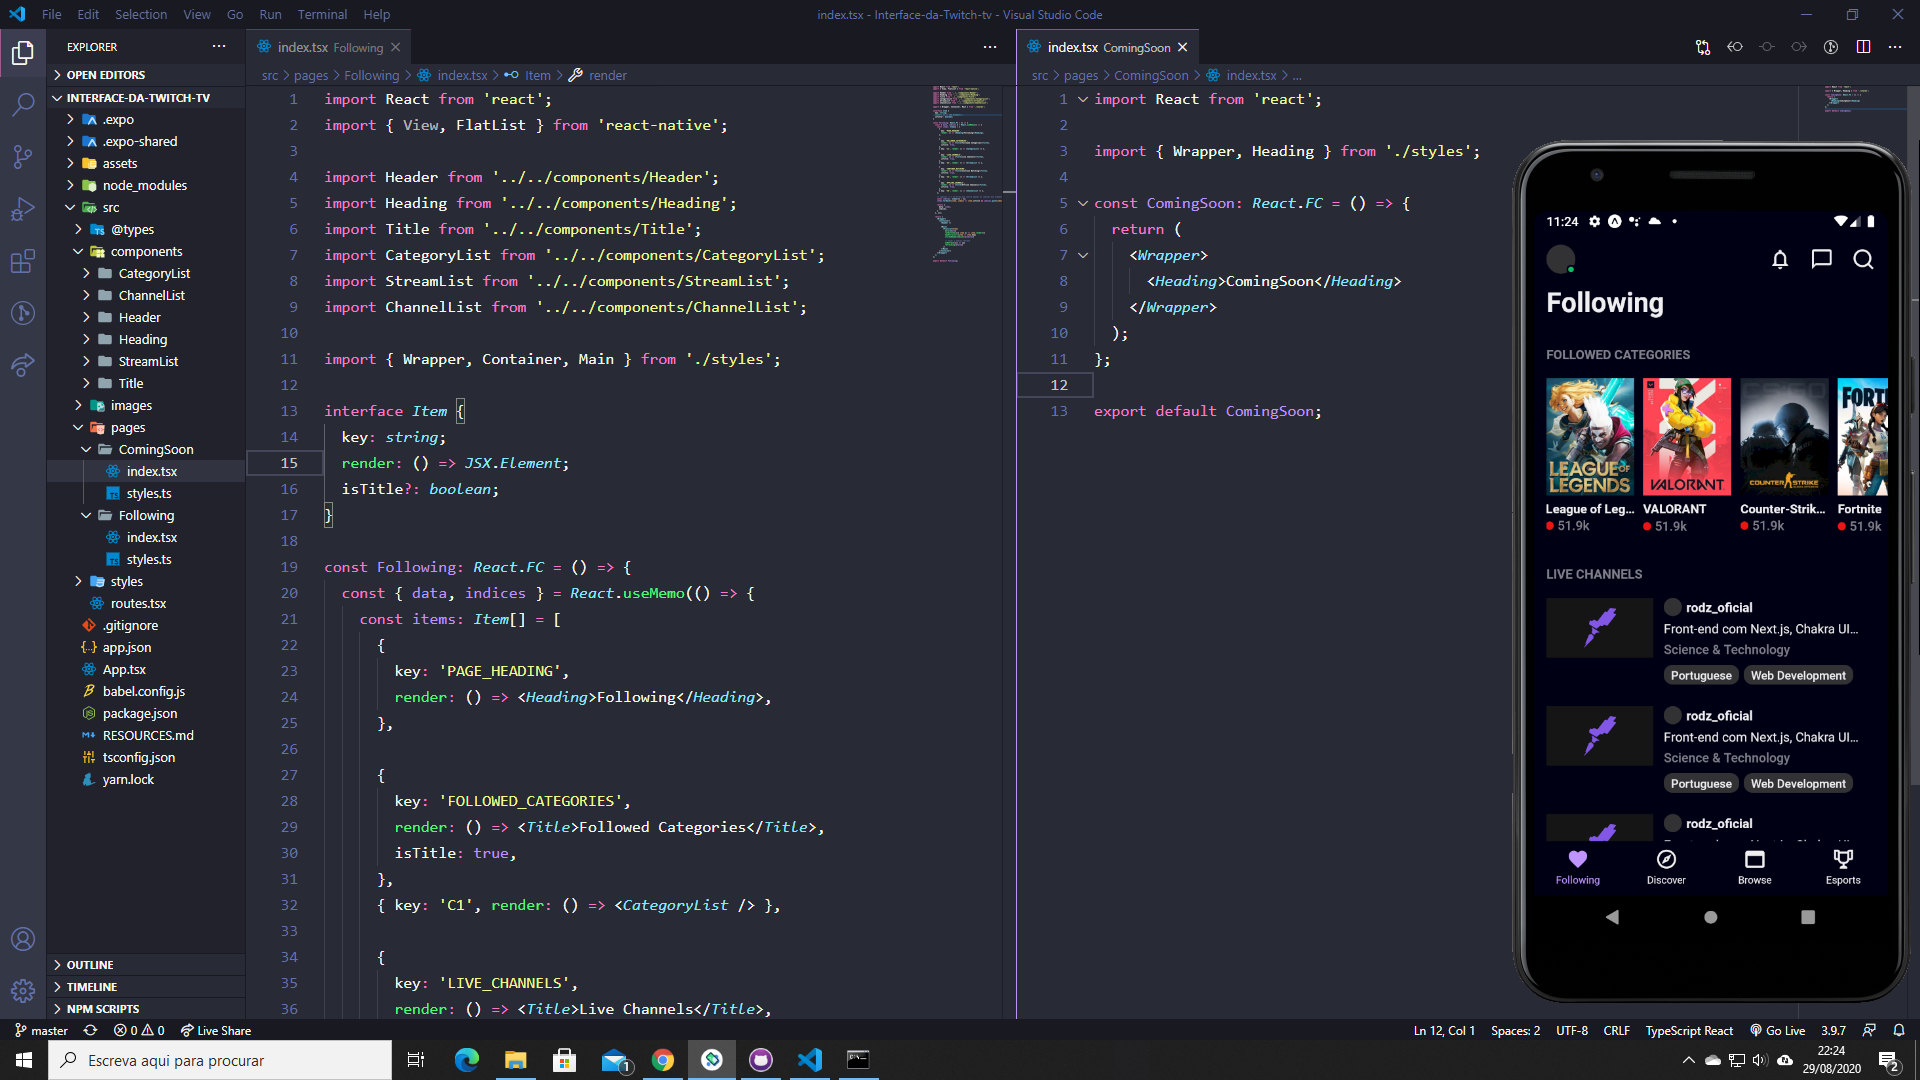 File Edit Selection View Go Run Terminal Help
index.tsx - Interface-da-Twitch-tv - Visual Studio Code
EXPLORER
OPEN EDITORS
INTERFACE-DA-TWITCH-TV
.expo
.expo-shared
assets
node_modules
src
@types
components
CategoryList
ChannelList
Header
Heading
StreamList
Title
images
pages
ComingSoon
index.tsx
styles.ts
Following
index.tsx
styles.ts
styles
routes.tsx
.gitignore
app.json
App.tsx
babel.config.js
package.json
RESOURCES.md
tsconfig.json
yarn.lock
OUTLINE
TIMELINE
NPM SCRIPTS
index.tsx Following
src > pages > Following > index.tsx > Item > render
1 import React from 'react';
2 import { View, FlatList } from 'react-native';
3
4 import Header from '../../components/Header';
5 import Heading from '../../components/Heading';
6 import Title from '../../components/Title';
7 import CategoryList from '../../components/CategoryList';
8 import StreamList from '../../components/StreamList';
9 import ChannelList from '../../components/ChannelList';
10
11 import { Wrapper, Container, Main } from './styles';
12
13 interface Item {
14 key: string;
15 render: () => JSX.Element;
16 isTitle?: boolean;
17 }
18
19 const Following: React.FC = () => {
20 const { data, indices } = React.useMemo(() => {
21 const items: Item[] = [
22 {
23 key: 'PAGE_HEADING',
24 render: () => <Heading>Following</Heading>,
25 },
26
27 {
28 key: 'FOLLOWED_CATEGORIES',
29 render: () => <Title>Followed Categories</Title>,
30 isTitle: true,
31 },
32 { key: 'C1', render: () => <CategoryList /> },
33
34 {
35 key: 'LIVE_CHANNELS',
36 render: () => <Title>Live Channels</Title>,
index.tsx ComingSoon
src > pages > ComingSoon > index.tsx > ...
1 import React from 'react';
2
3 import { Wrapper, Heading } from './styles';
4
5 const ComingSoon: React.FC = () => {
6 return (
7 <Wrapper>
8 <Heading>ComingSoon</Heading>
9 </Wrapper>
10 );
11 };
12
13 export default ComingSoon;
11:24
Following
FOLLOWED CATEGORIES
LEAGUE OF LEGENDS
VALORANT
CS:GO
COUNTER STRIKE
FORT
League of Leg... VALORANT Counter-Strik... Fortnite
51.9k 51.9k 51.9k 51.9k
LIVE CHANNELS
rodz_oficial
Front-end com Next.js, Chakra UI...
Science & Technology
Portuguese Web Development
rodz_oficial
Front-end com Next.js, Chakra UI...
Science & Technology
Portuguese Web Development
rodz_oficial
Following Discover Browse Esports
master 0 0 Live Share
Ln 12, Col 1 Spaces: 2 UTF-8 CRLF TypeScript React Go Live 3.9.7
Escreva aqui para procurar
1
22:24
29/08/2020
2